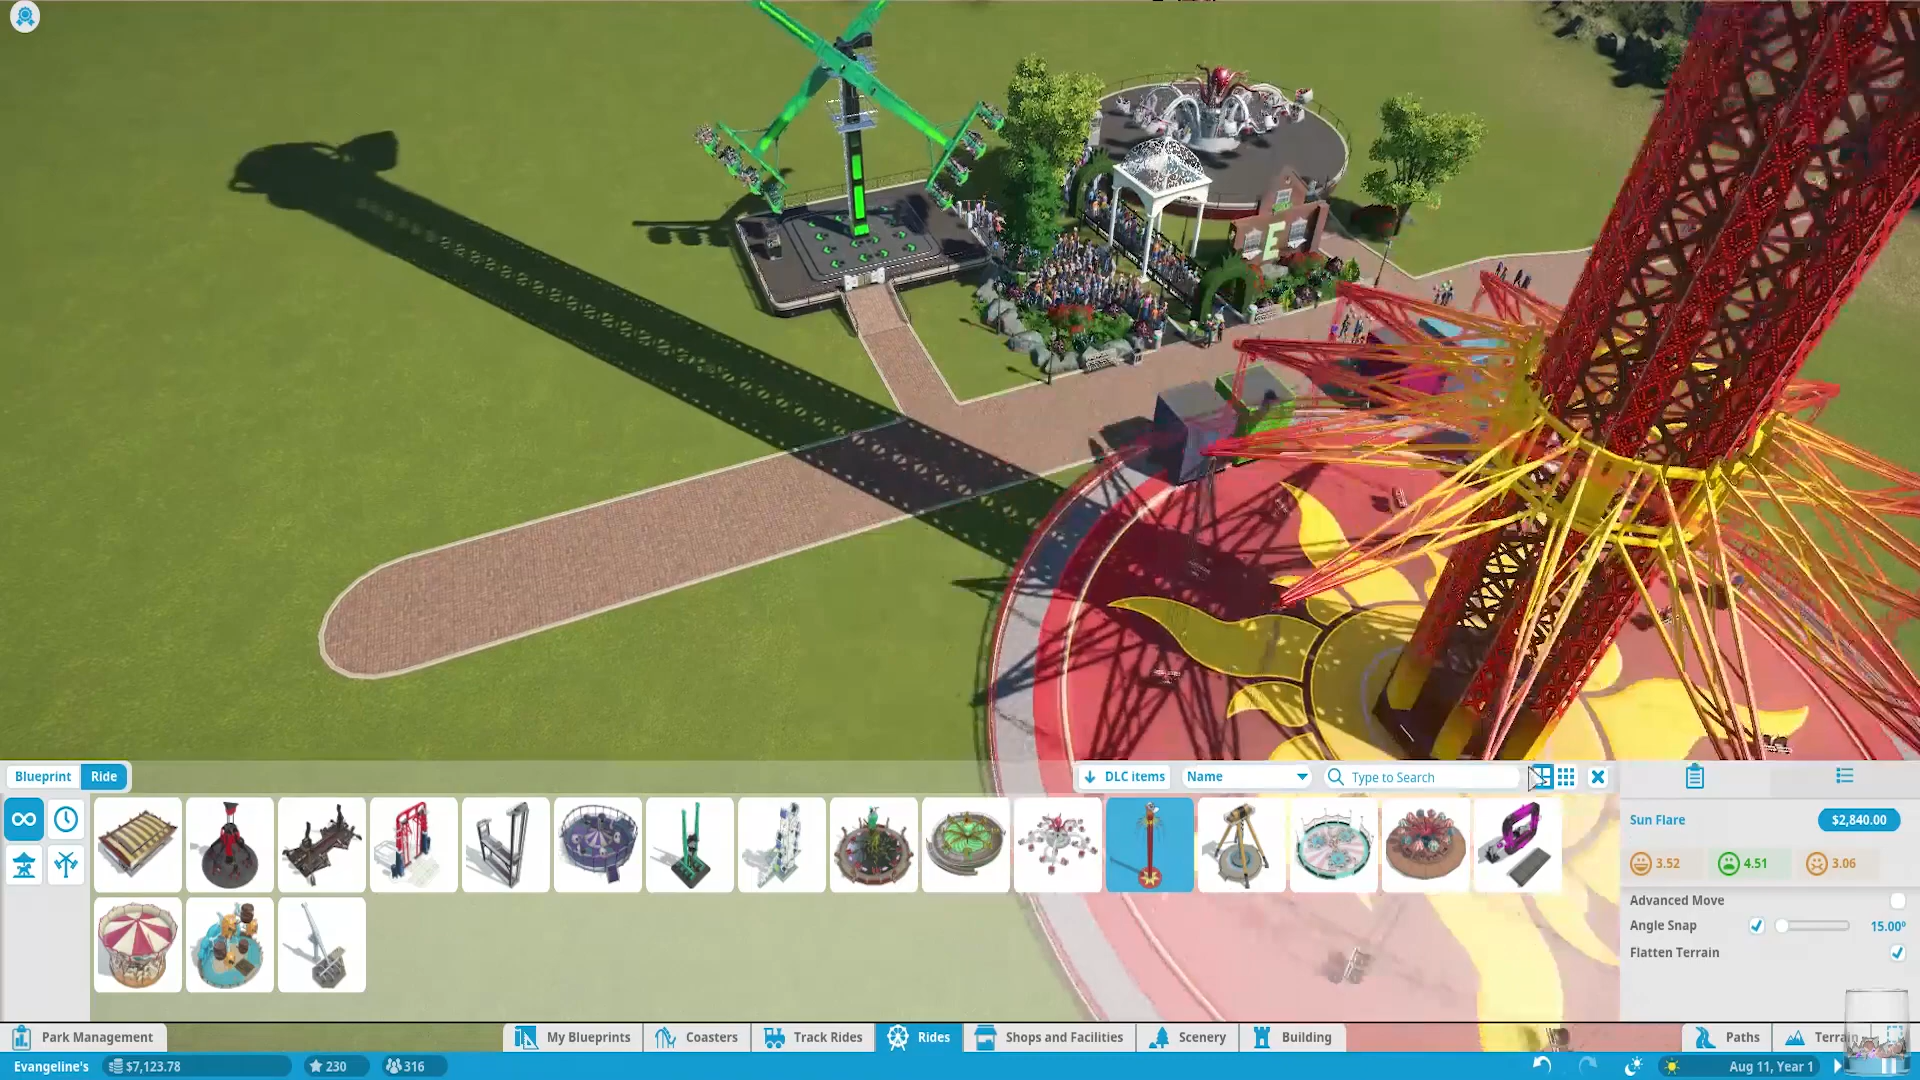 E
Blueprint
Ride
DLC items
Name
Type to Search
Sun Flare
$2,840.00
3.52
4.51
3.06
Advanced Move
Angle Snap
15.00°
Flatten Terrain
Park Management
My Blueprints
Coasters
Track Rides
Rides
Shops and Facilities
Scenery
Building
Paths
Terrain
Evangeline's
$7,123.78
230
316
Aug 11, Year 1